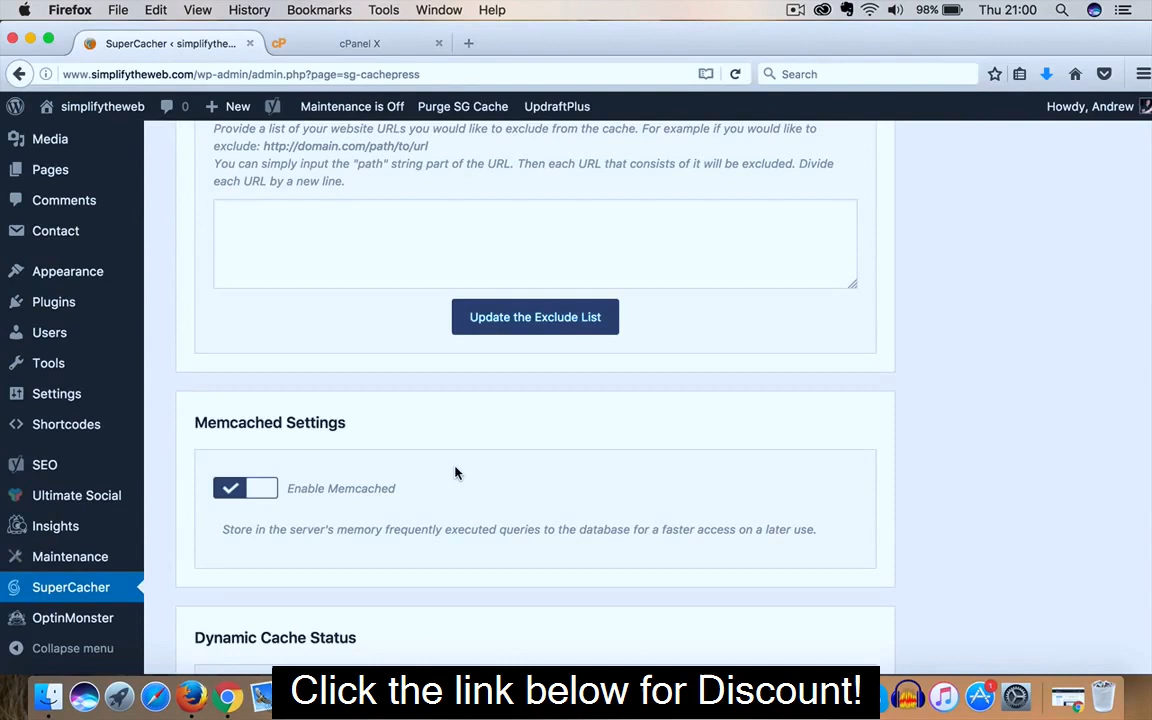 Firefox File Edit View History Bookmarks Tools Window Help 98% Thu 21:00
SuperCacher ‹ simplifythe... cP cPanel X
www.simplifytheweb.com/wp-admin/admin.php?page=sg-cachepress Search
simplifytheweb 0 New Maintenance is Off Purge SG Cache UpdraftPlus Howdy, Andrew
Media
Pages
Comments
Contact
Appearance
Plugins
Users
Tools
Settings
Shortcodes
SEO
Ultimate Social
Insights
Maintenance
SuperCacher
OptinMonster
Collapse menu
Provide a list of your website URLs you would like to exclude from the cache. For example if you would like to
exclude: http://domain.com/path/to/url
You can simply input the "path" string part of the URL. Then each URL that consists of it will be excluded. Divide
each URL by a new line.
Update the Exclude List
Memcached Settings
Enable Memcached
Store in the server's memory frequently executed queries to the database for a faster access on a later use.
Dynamic Cache Status
Click the link below for Discount!
1